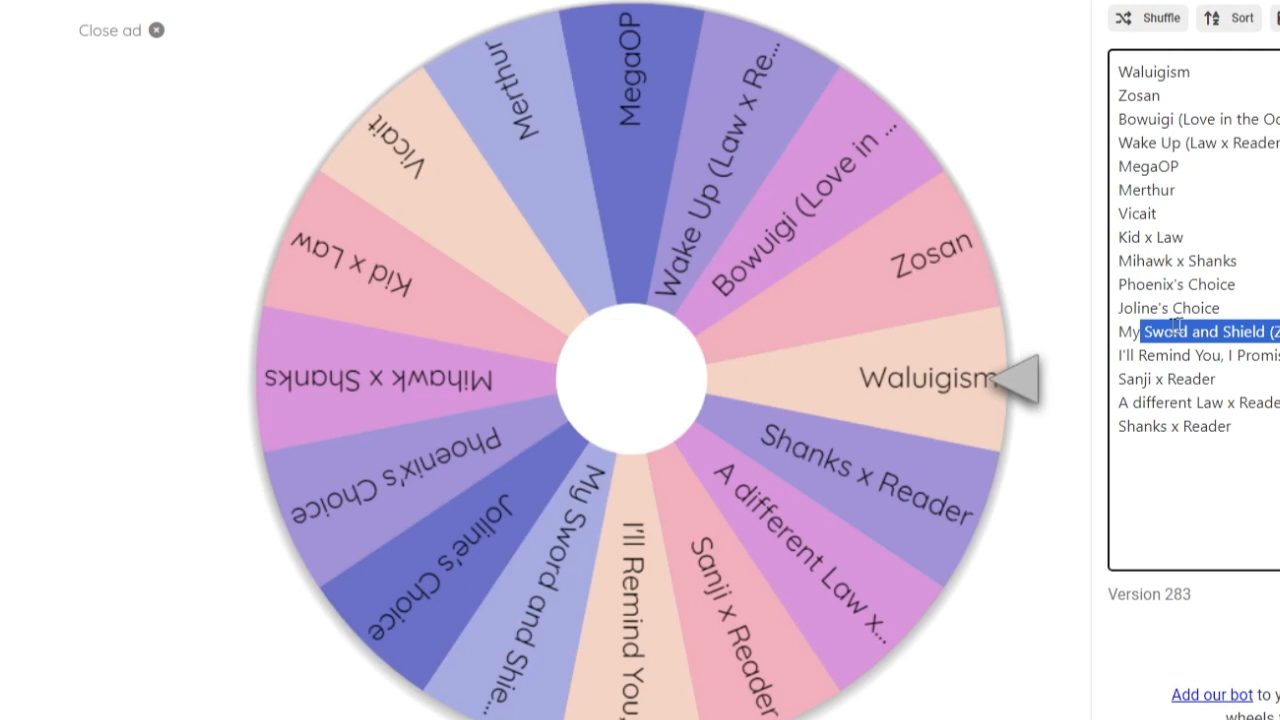 Close ad
MegaOP
Wake Up (Law x Re...
Bowuigi (Love in ...
Zosan
Waluigism
Shanks x Reader
A different Law x...
Sanji x Reader
I'll Remind You,
My Sword and Shie...
Joline's Choice
Phoenix's Choice
Mihawk x Shanks
Kid x Law
Vicait
Merthur
Shuffle
Sort
Waluigism
Zosan
Bowuigi (Love in the Oc
Wake Up (Law x Reader
MegaOP
Merthur
Vicait
Kid x Law
Mihawk x Shanks
Phoenix's Choice
Joline's Choice
My Sword and Shield (Z
I'll Remind You, I Promis
Sanji x Reader
A different Law x Reade
Shanks x Reader
Version 283
Add our bot to y
wheels